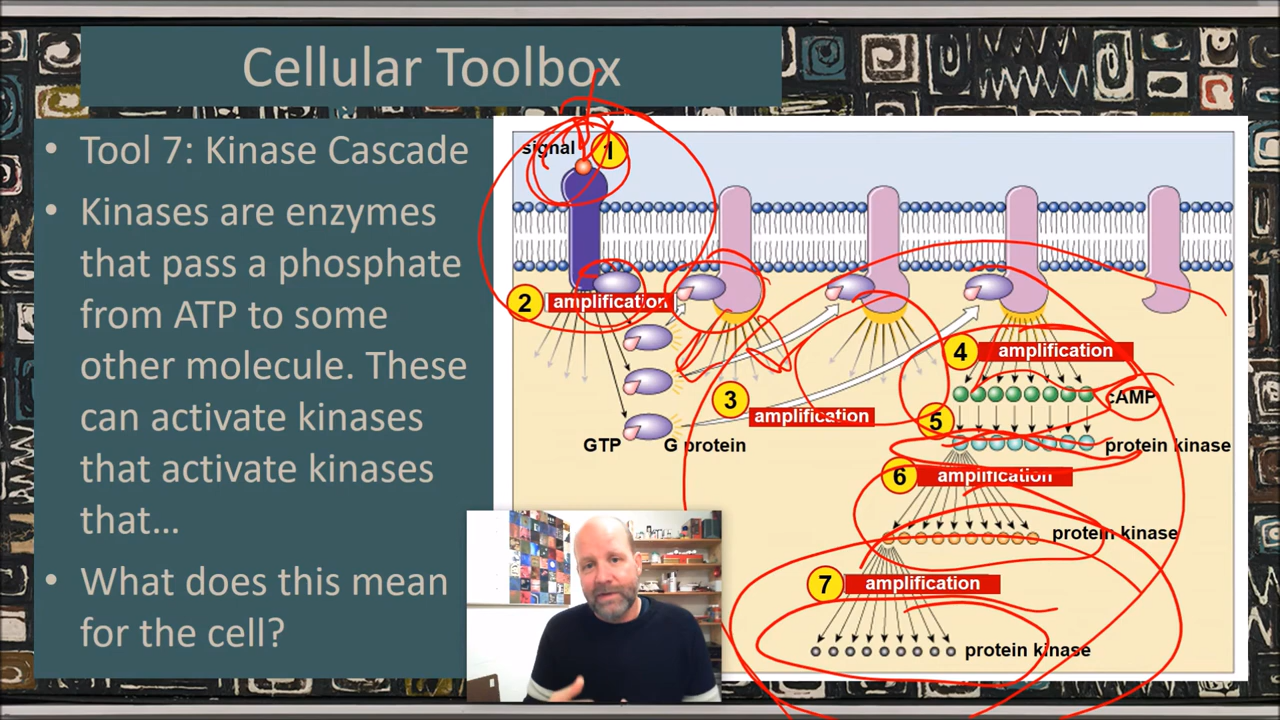 Cellular Toolbox
• Tool 7: Kinase Cascade
• Kinases are enzymes
that pass a phosphate
from ATP to some
other molecule. These
can activate kinases
that activate kinases
that…
• What does this mean
for the cell?
signal
1
2
amplification
3
amplification
GTP
G protein
4
amplification
cAMP
5
protein kinase
6
amplification
protein kinase
7
amplification
protein kinase